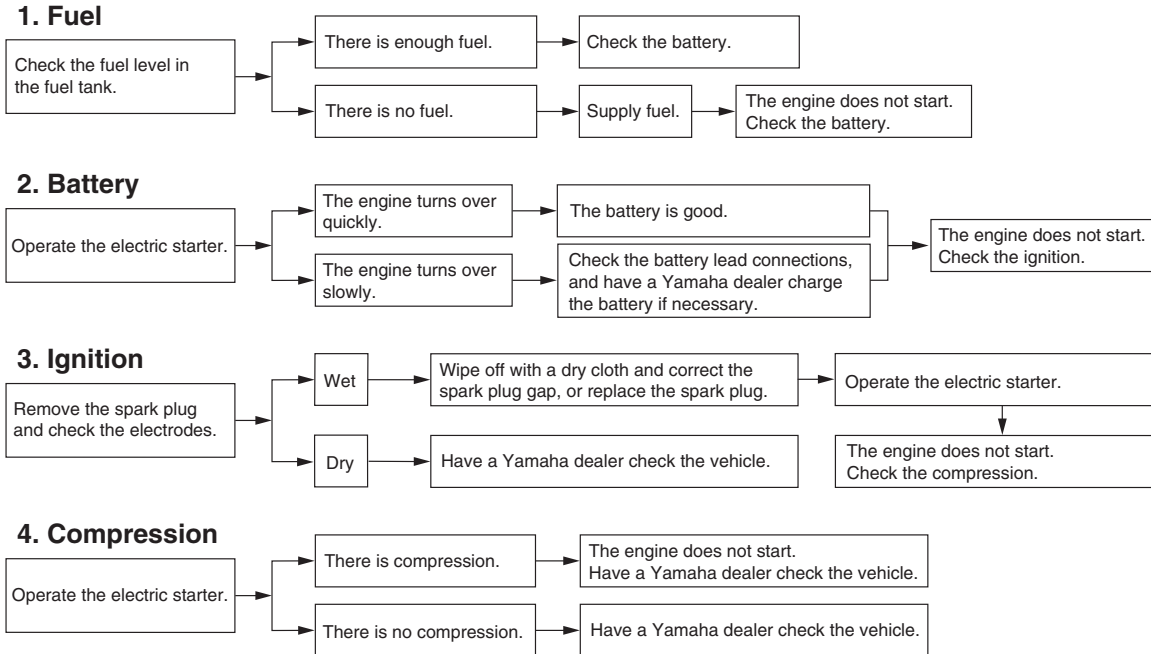 1. Fuel
Check the fuel level in
the fuel tank.
There is enough fuel.
Check the battery.
There is no fuel.
Supply fuel.
The engine does not start.
Check the battery.
2. Battery
Operate the electric starter.
The engine turns over
quickly.
The battery is good.
The engine turns over
slowly.
Check the battery lead connections,
and have a Yamaha dealer charge
the battery if necessary.
The engine does not start.
Check the ignition.
3. Ignition
Remove the spark plug
and check the electrodes.
Wet
Wipe off with a dry cloth and correct the
spark plug gap, or replace the spark plug.
Operate the electric starter.
Dry
Have a Yamaha dealer check the vehicle.
The engine does not start.
Check the compression.
4. Compression
Operate the electric starter.
There is compression.
The engine does not start.
Have a Yamaha dealer check the vehicle.
There is no compression.
Have a Yamaha dealer check the vehicle.